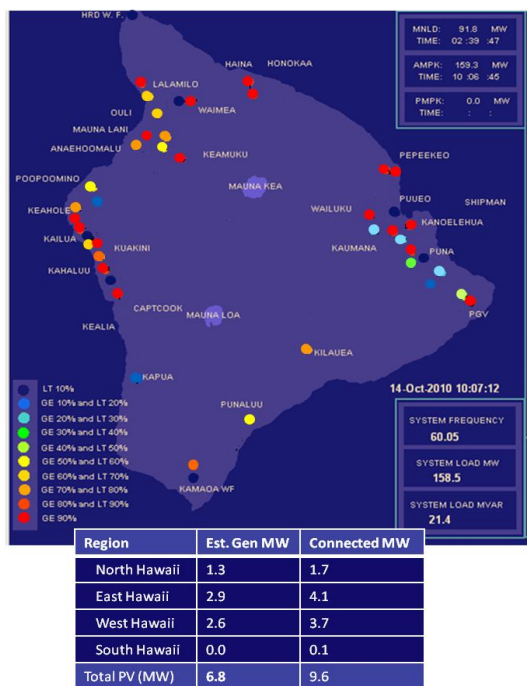 HRD W. F.
MNLD: 91.8 MW
TIME: 02 :39 :47
AMPK: 159.3 MW
TIME: 10 :06 :45
PMPK: 0.0 MW
TIME: : :
HAINA HONOKAA
LALAMILO
WAIMEA
OULI
MAUNA LANI
ANAEHOOMALU
KEAMUKU
PEPEEKEO
POOPOOMINO
MAUNA KEA
PUUEO SHIPMAN
KEAHOLE
WAILUKU
KANOELEHUA
KAILUA
KUAKINI
KAUMANA
PUNA
KAHALUU
CAPTCOOK
MAUNA LOA
PGV
KEALIA
KILAUEA
KAPUA
14-Oct-2010 10:07:12
PUNALUU
KAMAOA WF
LT 10%
GE 10% and LT 20%
GE 20% and LT 30%
GE 30% and LT 40%
GE 40% and LT 50%
GE 50% and LT 60%
GE 60% and LT 70%
GE 70% and LT 80%
GE 80% and LT 90%
GE 90%
SYSTEM FREQUENCY
60.05
SYSTEM LOAD MW
158.5
SYSTEM LOAD MVAR
21.4
Region Est. Gen MW Connected MW
North Hawaii 1.3 1.7
East Hawaii 2.9 4.1
West Hawaii 2.6 3.7
South Hawaii 0.0 0.1
Total PV (MW) 6.8 9.6